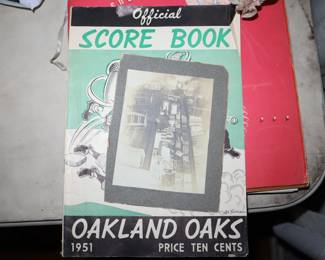 Official
SCORE BOOK
OAKLAND OAKS
1951 PRICE TEN CENTS